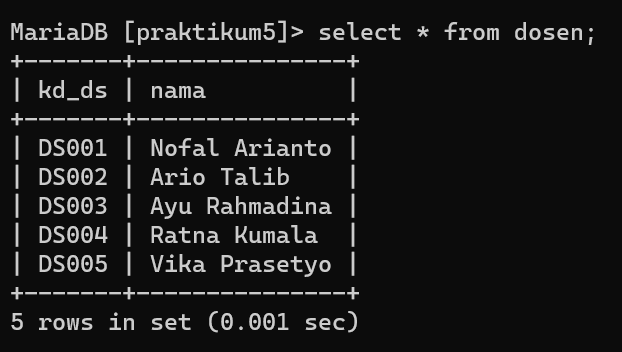 MariaDB [praktikum5]> select * from dosen;
+-------+---------------+
| kd_ds | nama          |
+-------+---------------+
| DS001 | Nofal Arianto |
| DS002 | Ario Talib    |
| DS003 | Ayu Rahmadina |
| DS004 | Ratna Kumala  |
| DS005 | Vika Prasetyo |
+-------+---------------+
5 rows in set (0.001 sec)